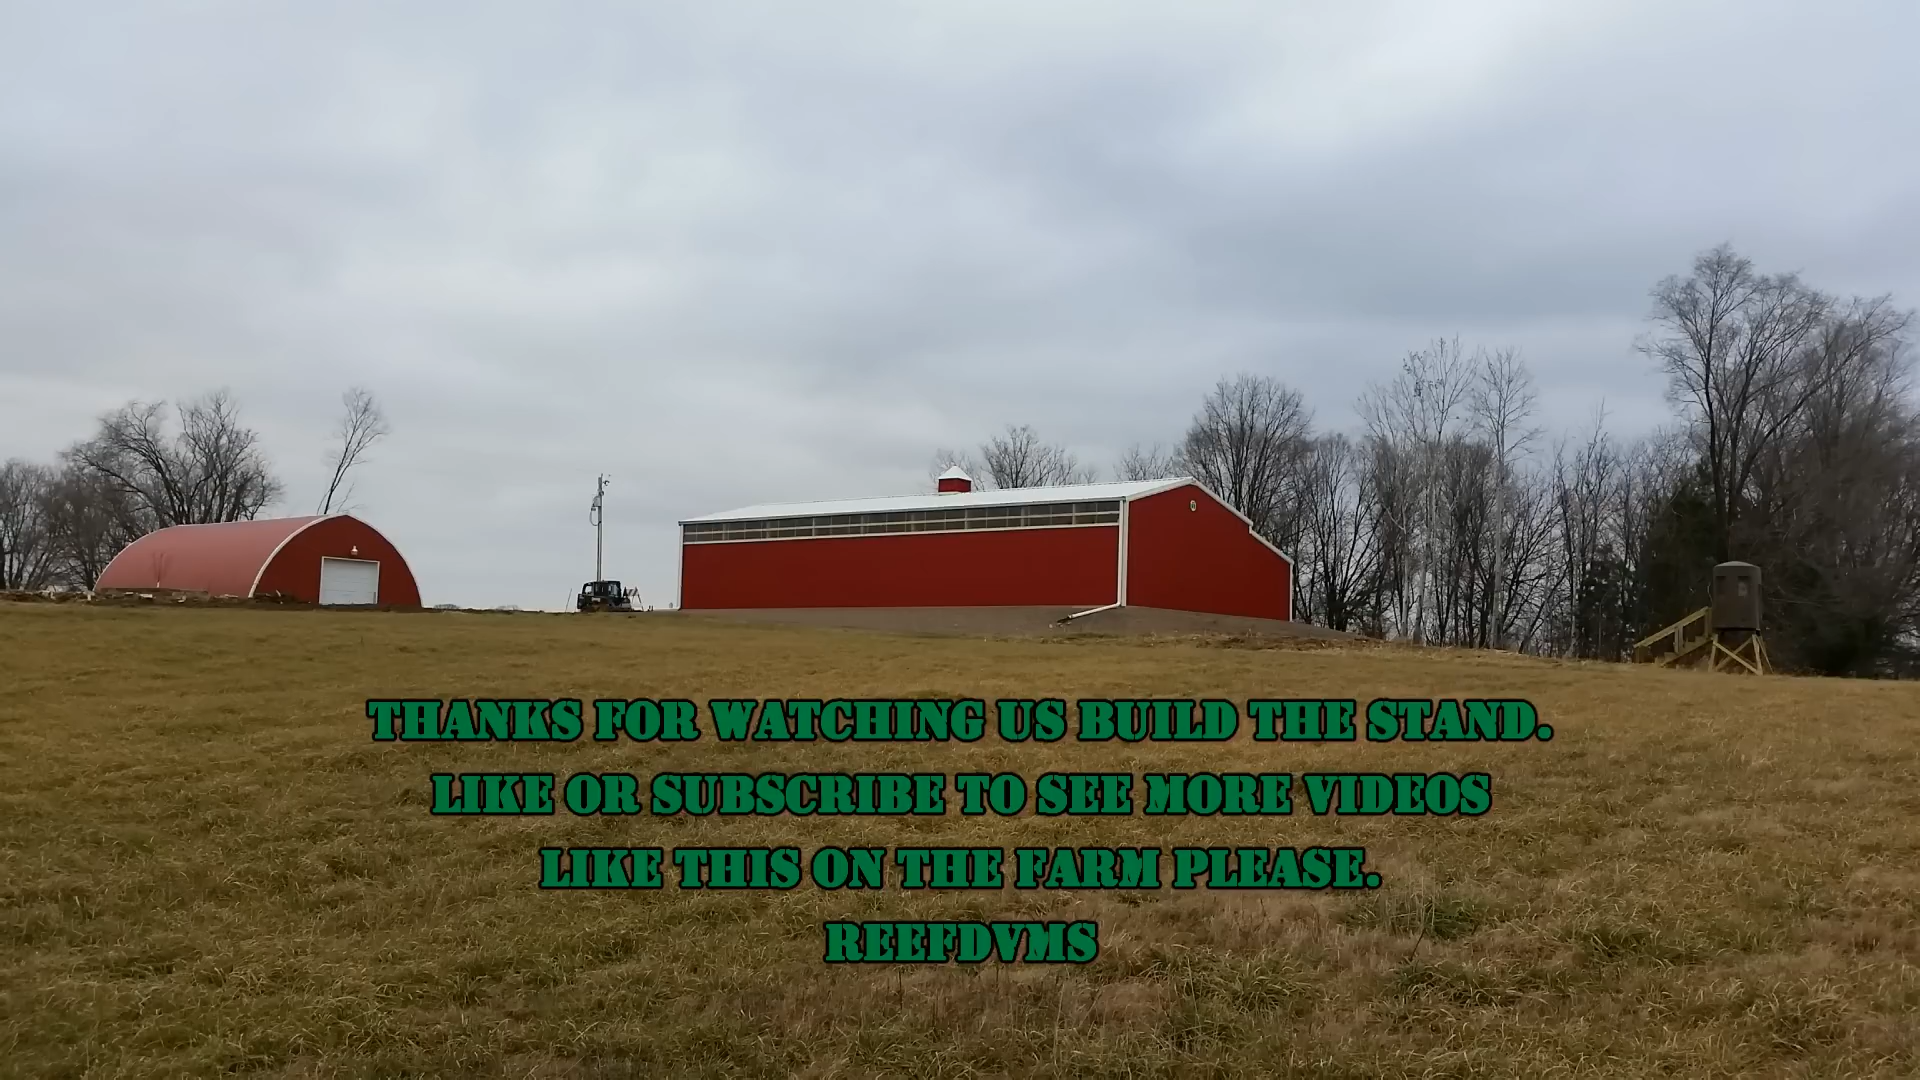 THANKS FOR WATCHING US BUILD THE STAND.
LIKE OR SUBSCRIBE TO SEE MORE VIDEOS
LIKE THIS ON THE FARM PLEASE.
REEFDVMS